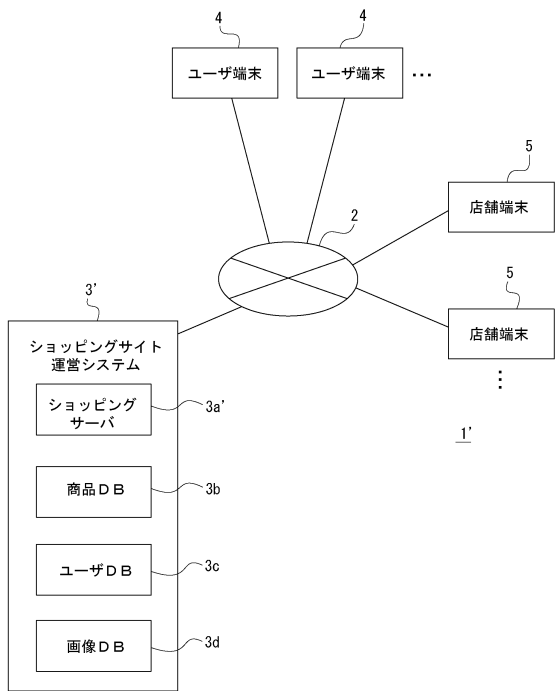 4
4
ユーザ端末
ユーザ端末
…
5
店舗端末
2
5
店舗端末
⋮
3’
ショッピングサイト
運営システム
ショッピング
サーバ
3a’
1’
商品ＤＢ
3b
ユーザＤＢ
3c
画像ＤＢ
3d